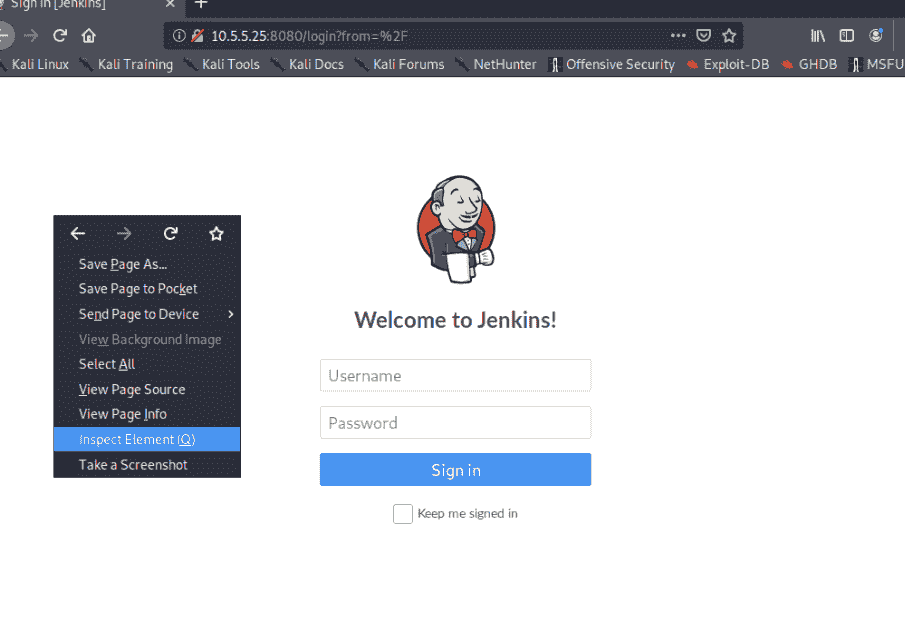 Sign in [Jenkins]
10.5.5.25:8080/login?from=%2F
Kali Linux Kali Training Kali Tools Kali Docs Kali Forums NetHunter Offensive Security Exploit-DB GHDB MSFU
Save Page As...
Save Page to Pocket
Send Page to Device
View Background Image
Select All
View Page Source
View Page Info
Inspect Element (Q)
Take a Screenshot
Welcome to Jenkins!
Username
Password
Sign in
Keep me signed in